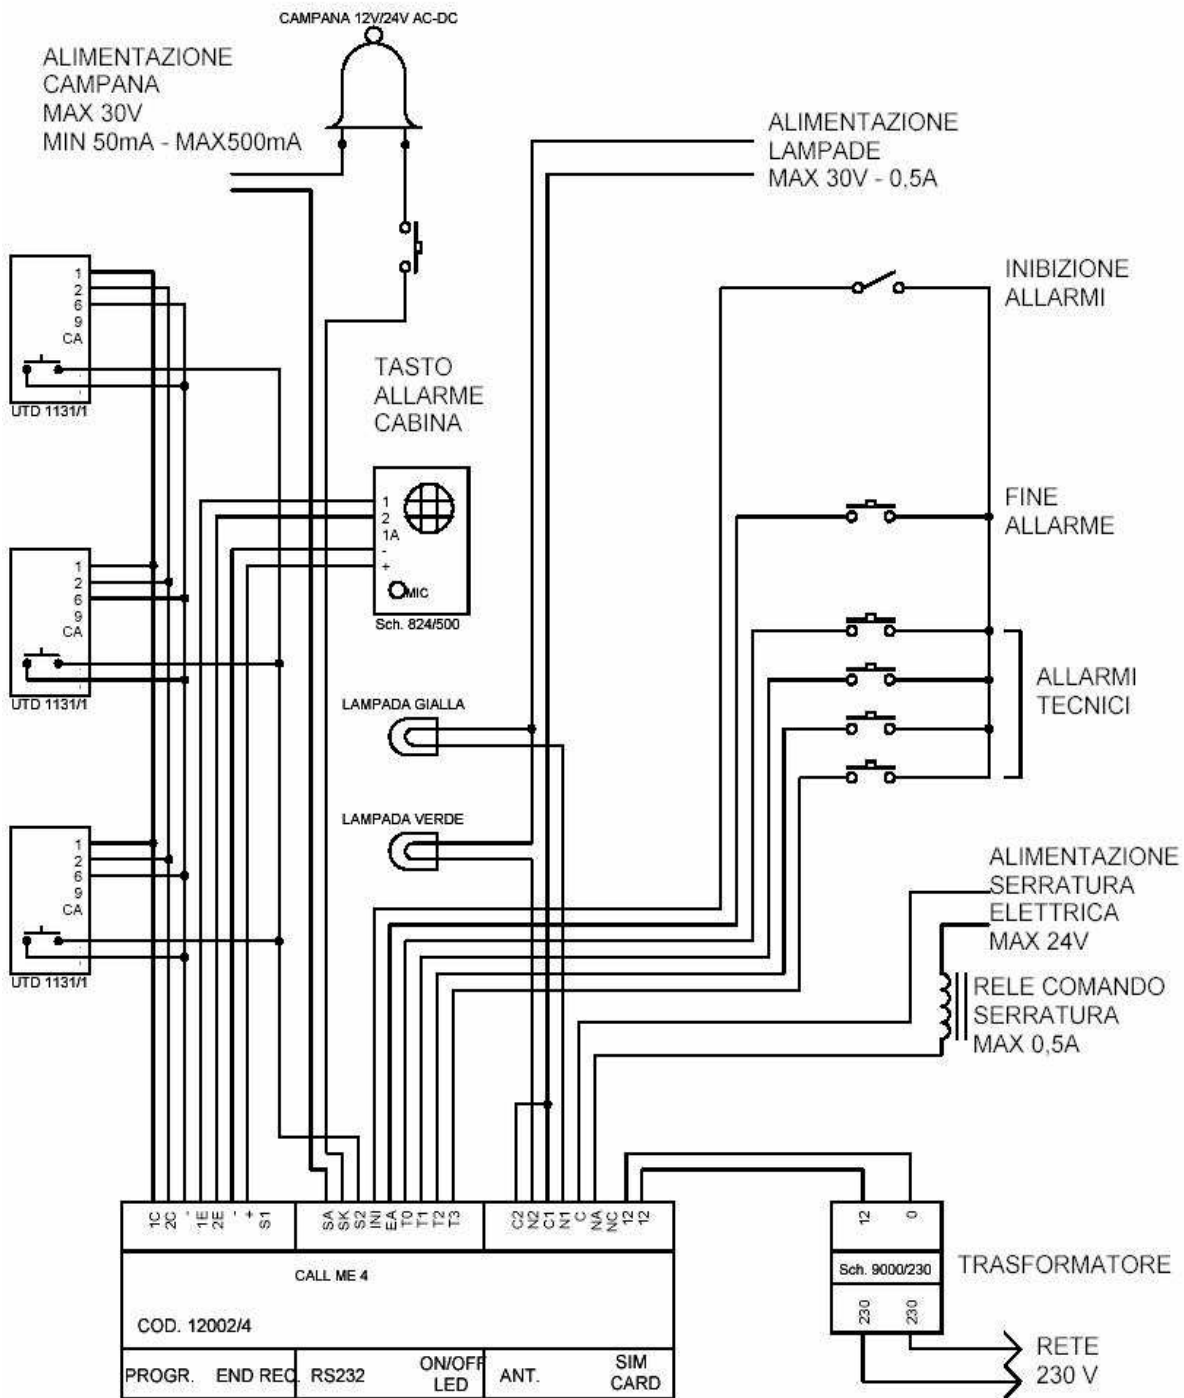 CAMPANA 12V/24V AC-DC
ALIMENTAZIONE
CAMPANA
MAX 30V
MIN 50mA - MAX500mA
ALIMENTAZIONE
LAMPADE
MAX 30V - 0,5A
INIBIZIONE
ALLARMI
1
2
6
9
CA
UTD 1131/1
TASTO
ALLARME
CABINA
1
2
1A
-
+
MIC
Sch. 824/500
FINE
ALLARME
1
2
6
9
CA
UTD 1131/1
ALLARMI
TECNICI
LAMPADA GIALLA
LAMPADA VERDE
1
2
6
9
CA
UTD 1131/1
ALIMENTAZIONE
SERRATURA
ELETTRICA
MAX 24V
RELE COMANDO
SERRATURA
MAX 0,5A
1C 2C - 1E 2E - + S1
SA SK S2 INI EA T0 T1 T2 T3
C2 N2 C1 N1 C NA NC 12 12
CALL ME 4
COD. 12002/4
PROGR. END REC. RS232
ON/OFF
LED
ANT.
SIM
CARD
12 0
Sch. 9000/230
230 230
TRASFORMATORE
RETE
230 V